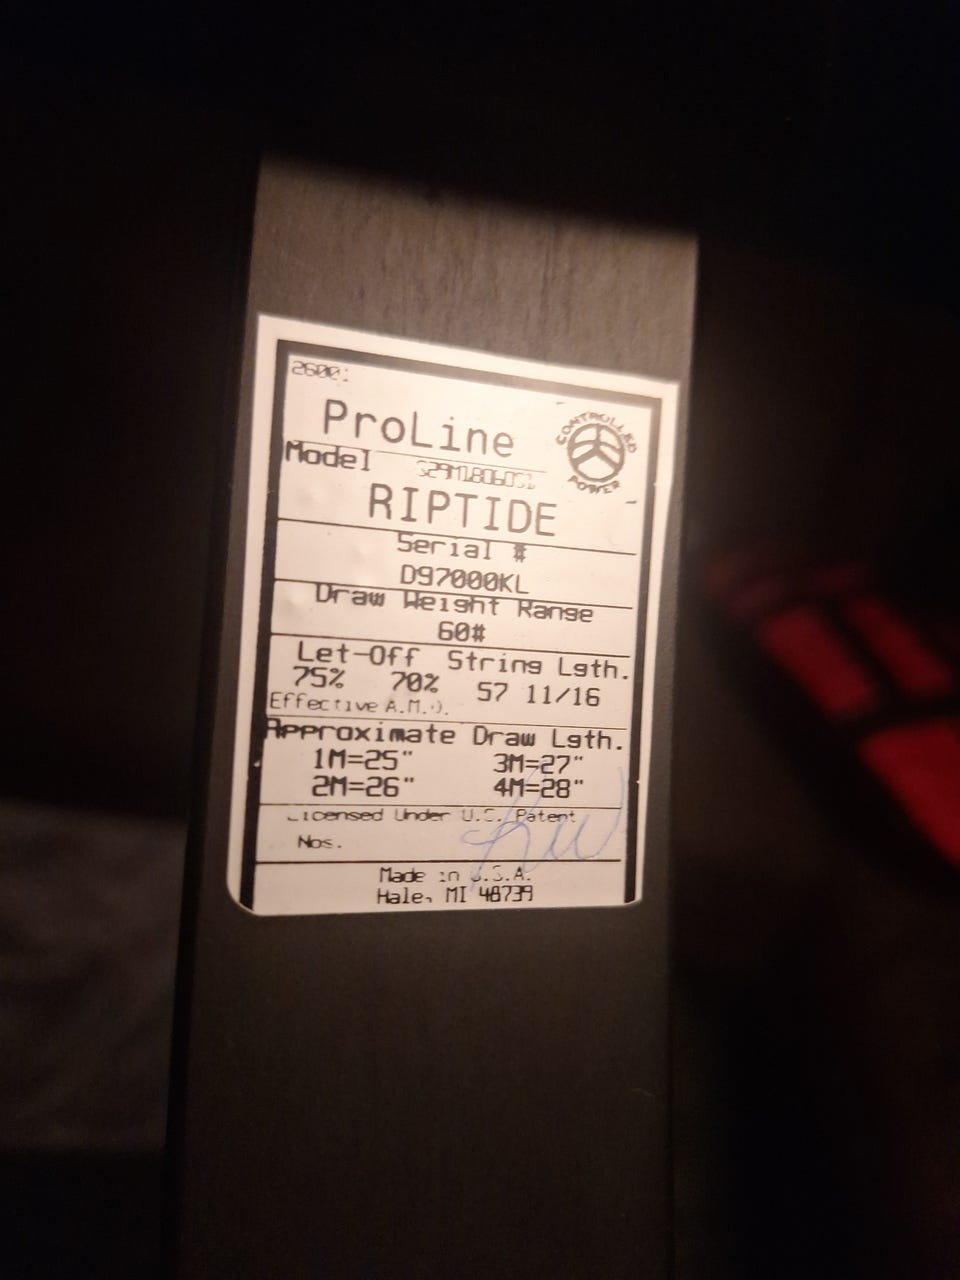 ProLine
CONTROLLED POWER
Model
RIPTIDE
Serial #
D97000KL
Draw Weight Range
60#
Let-Off String Lgth.
75% 70% 57 11/16
Effective A.M.O.
Approximate Draw Lgth.
1M=25" 3M=27"
2M=26" 4M=28"
Licensed Under U.S. Patent
Nos.
Made in U.S.A.
Hale, MI 48739